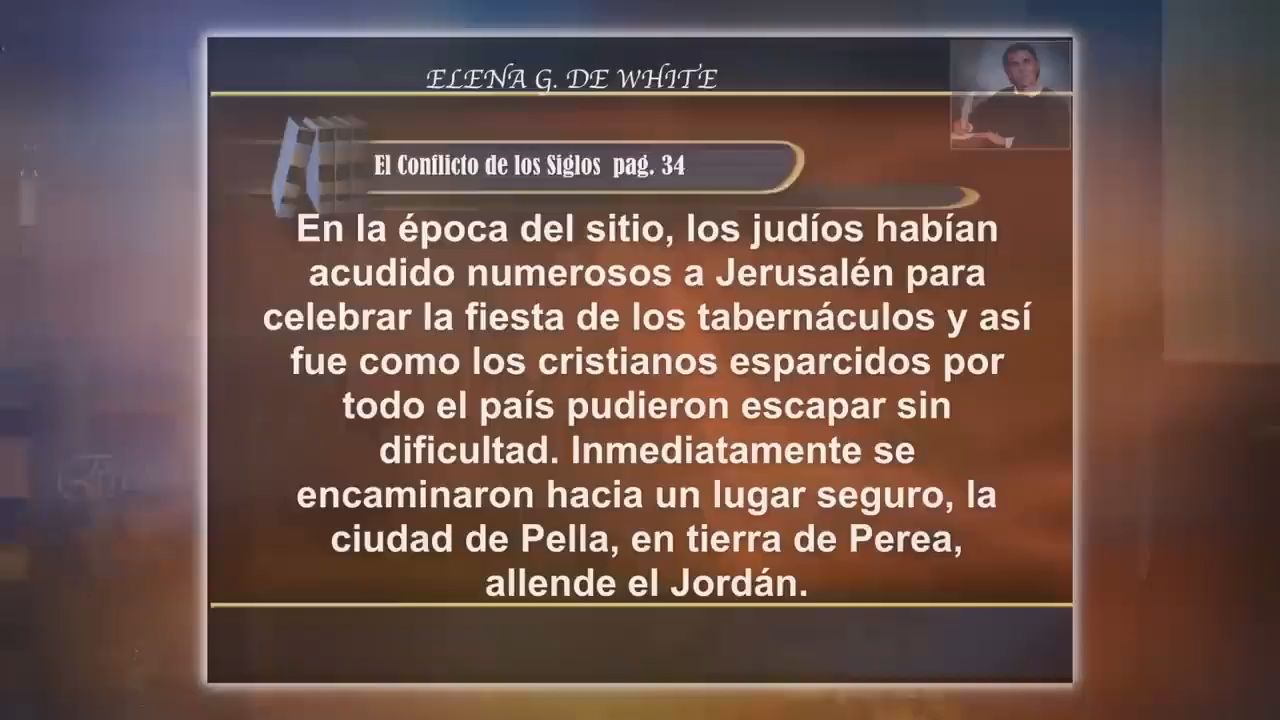 ELENA G. DE WHITE
El Conflicto de los Siglos pag. 34
En la época del sitio, los judíos habían
acudido numerosos a Jerusalén para
celebrar la fiesta de los tabernáculos y así
fue como los cristianos esparcidos por
todo el país pudieron escapar sin
dificultad. Inmediatamente se
encaminaron hacia un lugar seguro, la
ciudad de Pella, en tierra de Perea,
allende el Jordán.